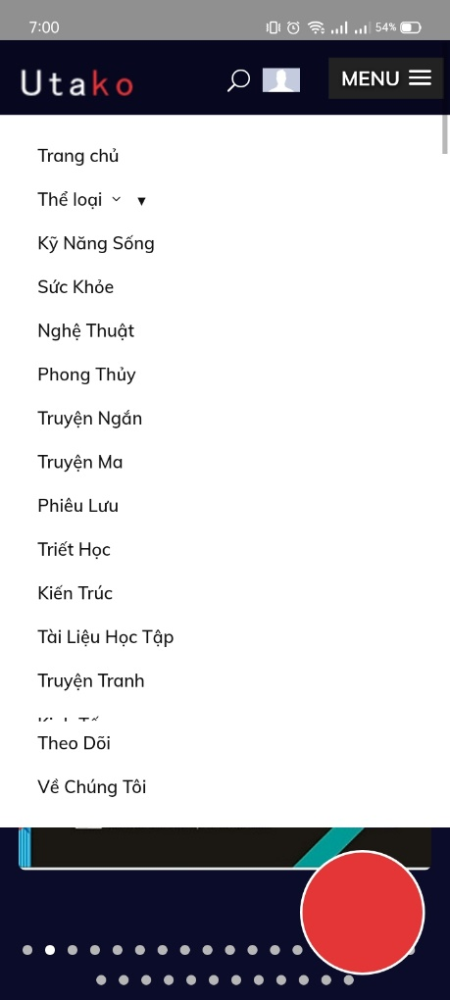 7:00
54%
Utako
MENU
Trang chủ
Thể loại
Kỹ Năng Sống
Sức Khỏe
Nghệ Thuật
Phong Thủy
Truyện Ngắn
Truyện Ma
Phiêu Lưu
Triết Học
Kiến Trúc
Tài Liệu Học Tập
Truyện Tranh
Kinh Tế
Theo Dõi
Về Chúng Tôi